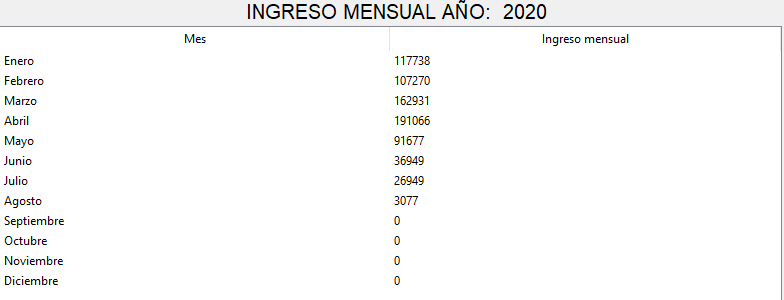 INGRESO MENSUAL AÑO: 2020
Mes Ingreso mensual
Enero 117738
Febrero 107270
Marzo 162931
Abril 191066
Mayo 91677
Junio 36949
Julio 26949
Agosto 3077
Septiembre 0
Octubre 0
Noviembre 0
Diciembre 0